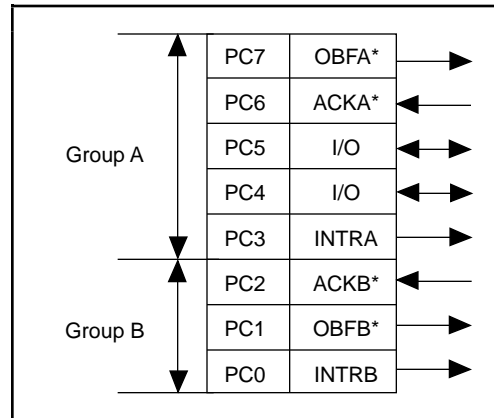 PC7 OBFA*
PC6 ACKA*
Group A
PC5 I/O
PC4 I/O
PC3 INTRA
PC2 ACKB*
Group B
PC1 OBFB*
PC0 INTRB